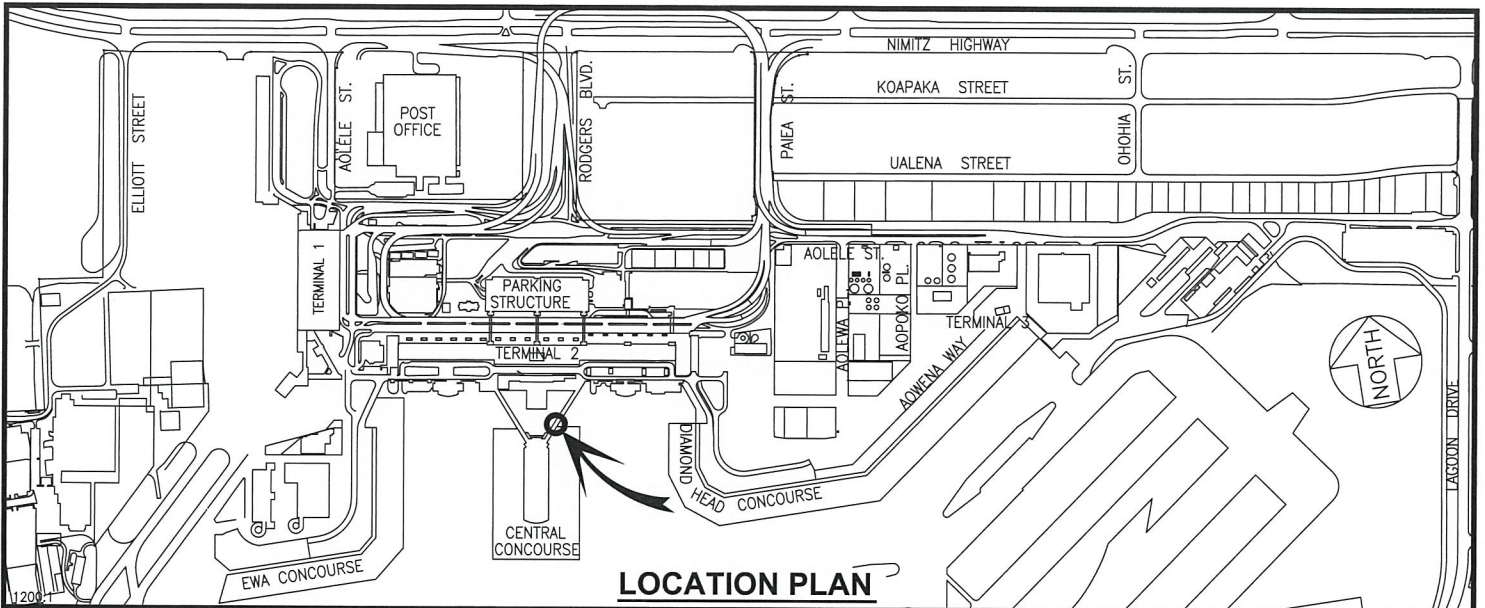 NIMITZ HIGHWAY
KOAPAKA STREET
UALENA STREET
ELLIOTT STREET
AOLELE ST.
POST
OFFICE
RODGERS BLVD.
PAIEA ST.
OHOHIA ST.
TERMINAL 1
PARKING
STRUCTURE
TERMINAL 2
AOLELE ST.
AOLEWA PL.
AOPOKO PL.
TERMINAL 3
AOWENA WAY
NORTH
LAGOON DRIVE
DIAMOND HEAD CONCOURSE
CENTRAL
CONCOURSE
EWA CONCOURSE
LOCATION PLAN
1200:1